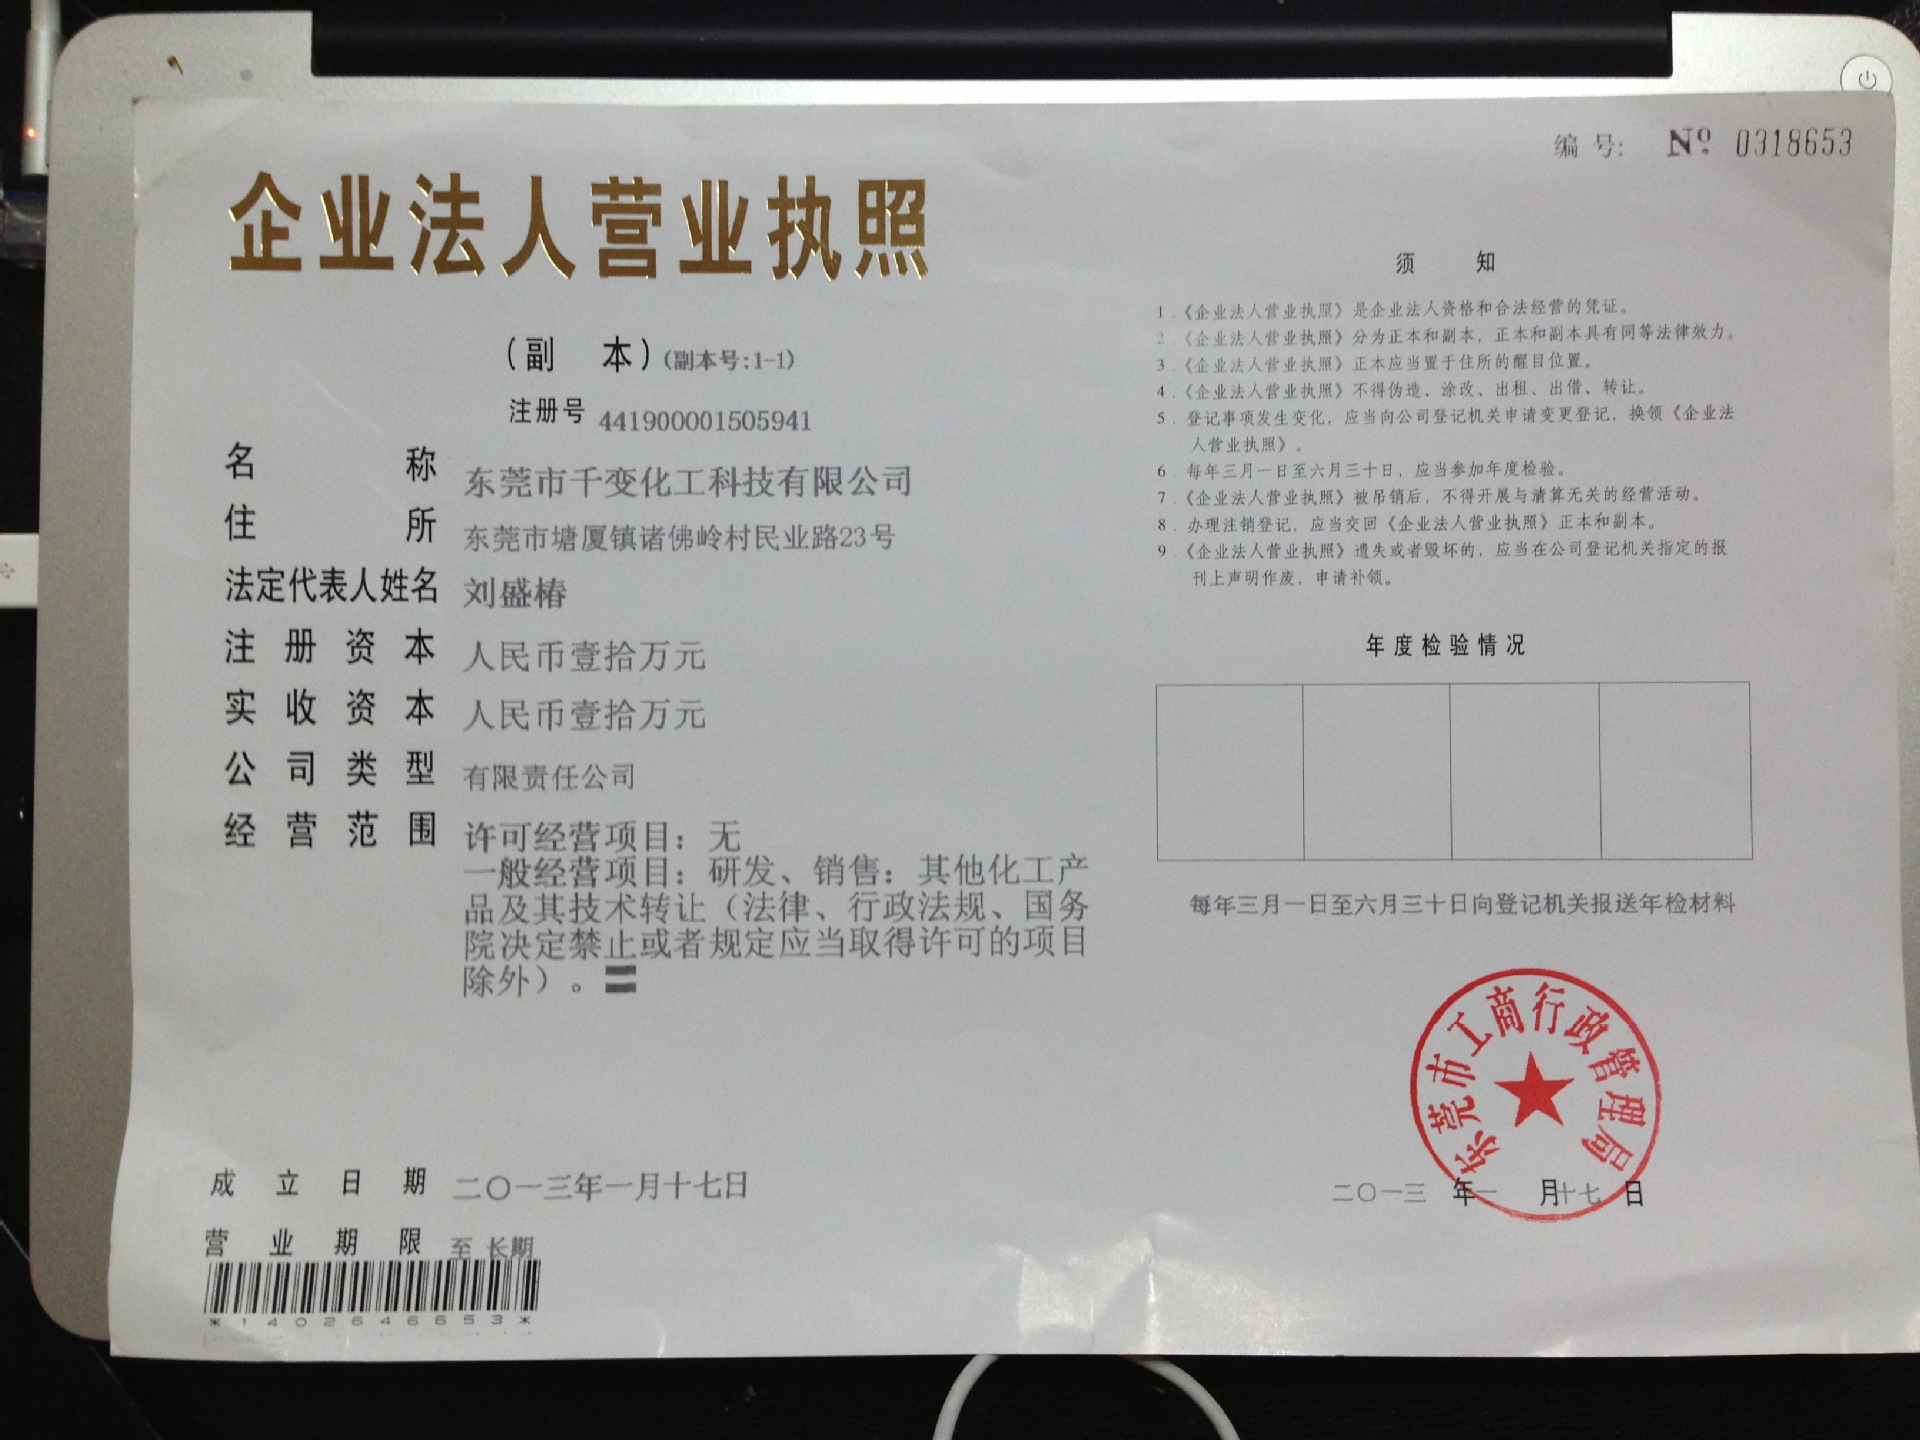 编号: Nº 0318653
企业法人营业执照
(副 本)(副本号:1-1)
注册号 441900001505941
名称 东莞市千变化工科技有限公司
住所 东莞市塘厦镇诸佛岭村民业路23号
法定代表人姓名 刘盛椿
注册资本 人民币壹拾万元
实收资本 人民币壹拾万元
公司类型 有限责任公司
经营范围 许可经营项目：无
一般经营项目：研发、销售：其他化工产
品及其技术转让（法律、行政法规、国务
院决定禁止或者规定应当取得许可的项目
除外）。
成立日期 二〇一三年一月十七日
营业期限 至 长期
*1402646653*
须知
1．《企业法人营业执照》是企业法人资格和合法经营的凭证。
2．《企业法人营业执照》分为正本和副本，正本和副本具有同等法律效力。
3．《企业法人营业执照》正本应当置于住所的醒目位置。
4．《企业法人营业执照》不得伪造、涂改、出租、出借、转让。
5．登记事项发生变化，应当向公司登记机关申请变更登记，换领《企业法
人营业执照》。
6．每年三月一日至六月三十日，应当参加年度检验。
7．《企业法人营业执照》被吊销后，不得开展与清算无关的经营活动。
8．办理注销登记，应当交回《企业法人营业执照》正本和副本。
9．《企业法人营业执照》遗失或者毁坏的，应当在公司登记机关指定的报
刊上声明作废，申请补领。
年度检验情况
每年三月一日至六月三十日向登记机关报送年检材料
东莞市工商行政管理局
二〇一三 年一 月十七 日